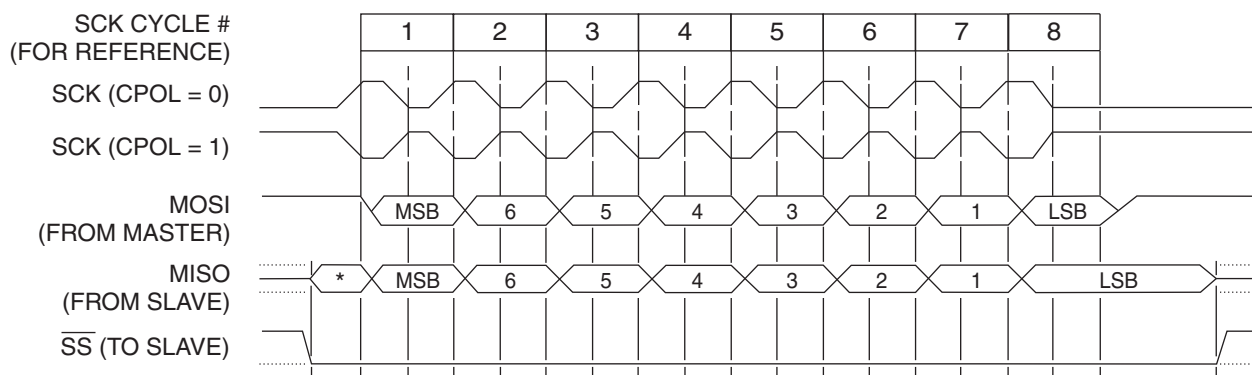 SCK CYCLE #
(FOR REFERENCE)
1 2 3 4 5 6 7 8
SCK (CPOL = 0)
SCK (CPOL = 1)
MOSI
(FROM MASTER)
MSB 6 5 4 3 2 1 LSB
MISO
(FROM SLAVE)
* MSB 6 5 4 3 2 1 LSB
SS (TO SLAVE)